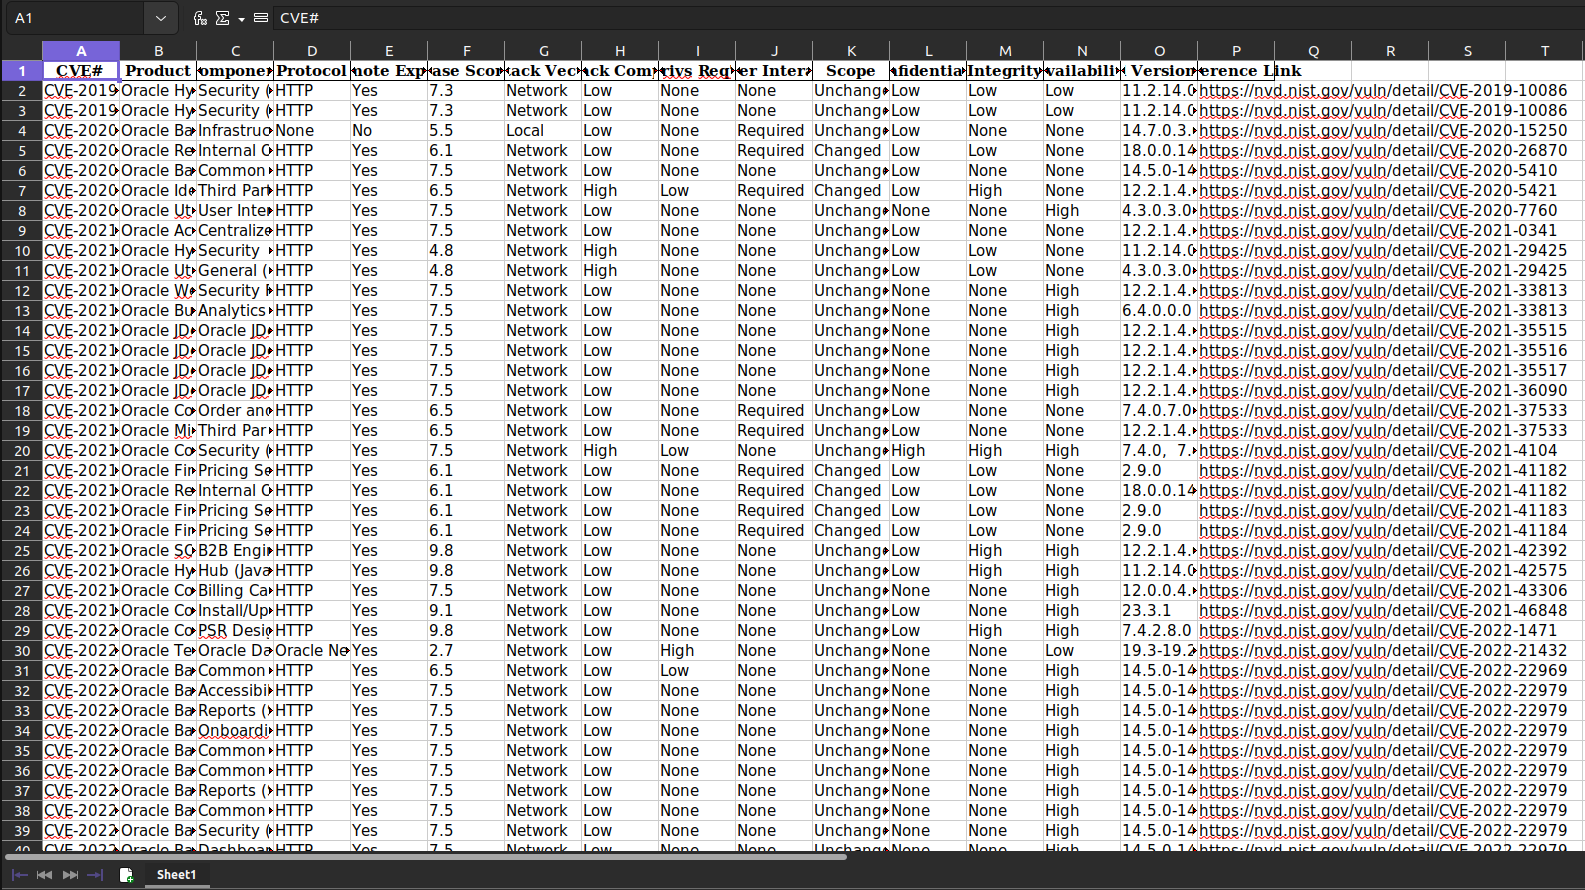 A1 CVE#
A B C D E F G H I J K L M N O P Q R S T
1 CVE# Product omponen Protocol note Exp ase Scor ack Vec ack Com rivs Req er Intera Scope nfidentia Integrity vailabili Version erence Link
2 CVE-2019 Oracle Hy Security ( HTTP Yes 7.3 Network Low None None Unchang Low Low Low 11.2.14.0 https://nvd.nist.gov/vuln/detail/CVE-2019-10086
3 CVE-2019 Oracle Hy Security ( HTTP Yes 7.3 Network Low None None Unchang Low Low Low 11.2.14.0 https://nvd.nist.gov/vuln/detail/CVE-2019-10086
4 CVE-2020 Oracle Ba Infrastruc None No 5.5 Local Low None Required Unchang Low None None 14.7.0.3. https://nvd.nist.gov/vuln/detail/CVE-2020-15250
5 CVE-2020 Oracle Re Internal O HTTP Yes 6.1 Network Low None Required Changed Low Low None 18.0.0.14 https://nvd.nist.gov/vuln/detail/CVE-2020-26870
6 CVE-2020 Oracle Ba Common HTTP Yes 7.5 Network Low None None Unchang Low None None 14.5.0-14 https://nvd.nist.gov/vuln/detail/CVE-2020-5410
7 CVE-2020 Oracle Ide Third Part HTTP Yes 6.5 Network High Low Required Changed Low High None 12.2.1.4. https://nvd.nist.gov/vuln/detail/CVE-2020-5421
8 CVE-2020 Oracle Ut User Inte HTTP Yes 7.5 Network Low None None Unchang None None High 4.3.0.3.0 https://nvd.nist.gov/vuln/detail/CVE-2020-7760
9 CVE-2021 Oracle Ac Centralize HTTP Yes 7.5 Network Low None None Unchang Low None None 12.2.1.4. https://nvd.nist.gov/vuln/detail/CVE-2021-0341
10 CVE-2021 Oracle Hy Security HTTP Yes 4.8 Network High None None Unchang Low Low None 11.2.14.0 https://nvd.nist.gov/vuln/detail/CVE-2021-29425
11 CVE-2021 Oracle Ut General ( HTTP Yes 4.8 Network High None None Unchang Low Low None 4.3.0.3.0 https://nvd.nist.gov/vuln/detail/CVE-2021-29425
12 CVE-2021 Oracle We Security HTTP Yes 7.5 Network Low None None Unchang None None High 12.2.1.4. https://nvd.nist.gov/vuln/detail/CVE-2021-33813
13 CVE-2021 Oracle Bu Analytics HTTP Yes 7.5 Network Low None None Unchang None None High 6.4.0.0.0 https://nvd.nist.gov/vuln/detail/CVE-2021-33813
14 CVE-2021 Oracle JD Oracle JD HTTP Yes 7.5 Network Low None None Unchang None None High 12.2.1.4. https://nvd.nist.gov/vuln/detail/CVE-2021-35515
15 CVE-2021 Oracle JD Oracle JD HTTP Yes 7.5 Network Low None None Unchang None None High 12.2.1.4. https://nvd.nist.gov/vuln/detail/CVE-2021-35516
16 CVE-2021 Oracle JD Oracle JD HTTP Yes 7.5 Network Low None None Unchang None None High 12.2.1.4. https://nvd.nist.gov/vuln/detail/CVE-2021-35517
17 CVE-2021 Oracle JD Oracle JD HTTP Yes 7.5 Network Low None None Unchang None None High 12.2.1.4. https://nvd.nist.gov/vuln/detail/CVE-2021-36090
18 CVE-2021 Oracle Co Order and HTTP Yes 6.5 Network Low None Required Unchang Low None None 7.4.0.7.0 https://nvd.nist.gov/vuln/detail/CVE-2021-37533
19 CVE-2021 Oracle Mi Third Par HTTP Yes 6.5 Network Low None Required Unchang Low None None 12.2.1.4. https://nvd.nist.gov/vuln/detail/CVE-2021-37533
20 CVE-2021 Oracle Co Security ( HTTP Yes 7.5 Network High Low None Unchang High High High 7.4.0, 7. https://nvd.nist.gov/vuln/detail/CVE-2021-4104
21 CVE-2021 Oracle Fin Pricing Se HTTP Yes 6.1 Network Low None Required Changed Low Low None 2.9.0 https://nvd.nist.gov/vuln/detail/CVE-2021-41182
22 CVE-2021 Oracle Re Internal O HTTP Yes 6.1 Network Low None Required Changed Low Low None 18.0.0.14 https://nvd.nist.gov/vuln/detail/CVE-2021-41182
23 CVE-2021 Oracle Fin Pricing Se HTTP Yes 6.1 Network Low None Required Changed Low Low None 2.9.0 https://nvd.nist.gov/vuln/detail/CVE-2021-41183
24 CVE-2021 Oracle Fin Pricing Se HTTP Yes 6.1 Network Low None Required Changed Low Low None 2.9.0 https://nvd.nist.gov/vuln/detail/CVE-2021-41184
25 CVE-2021 Oracle SO B2B Engi HTTP Yes 9.8 Network Low None None Unchang Low High High 12.2.1.4. https://nvd.nist.gov/vuln/detail/CVE-2021-42392
26 CVE-2021 Oracle Hy Hub (Java HTTP Yes 9.8 Network Low None None Unchang Low High High 11.2.14.0 https://nvd.nist.gov/vuln/detail/CVE-2021-42575
27 CVE-2021 Oracle Co Billing Ca HTTP Yes 7.5 Network Low None None Unchang None None High 12.0.0.4. https://nvd.nist.gov/vuln/detail/CVE-2021-43306
28 CVE-2021 Oracle Co Install/Up HTTP Yes 9.1 Network Low None None Unchang Low None High 23.3.1 https://nvd.nist.gov/vuln/detail/CVE-2021-46848
29 CVE-2022 Oracle Co PSR Desig HTTP Yes 9.8 Network Low None None Unchang Low High High 7.4.2.8.0 https://nvd.nist.gov/vuln/detail/CVE-2022-1471
30 CVE-2022 Oracle Te Oracle Da Oracle Ne Yes 2.7 Network Low High None Unchang None None Low 19.3-19.2 https://nvd.nist.gov/vuln/detail/CVE-2022-21432
31 CVE-2022 Oracle Ba Common HTTP Yes 6.5 Network Low Low None Unchang None None High 14.5.0-14 https://nvd.nist.gov/vuln/detail/CVE-2022-22969
32 CVE-2022 Oracle Ba Accessibi HTTP Yes 7.5 Network Low None None Unchang None None High 14.5.0-14 https://nvd.nist.gov/vuln/detail/CVE-2022-22979
33 CVE-2022 Oracle Ba Reports ( HTTP Yes 7.5 Network Low None None Unchang None None High 14.5.0-14 https://nvd.nist.gov/vuln/detail/CVE-2022-22979
34 CVE-2022 Oracle Ba Onboardi HTTP Yes 7.5 Network Low None None Unchang None None High 14.5.0-14 https://nvd.nist.gov/vuln/detail/CVE-2022-22979
35 CVE-2022 Oracle Ba Common HTTP Yes 7.5 Network Low None None Unchang None None High 14.5.0-14 https://nvd.nist.gov/vuln/detail/CVE-2022-22979
36 CVE-2022 Oracle Ba Common HTTP Yes 7.5 Network Low None None Unchang None None High 14.5.0-14 https://nvd.nist.gov/vuln/detail/CVE-2022-22979
37 CVE-2022 Oracle Ba Reports ( HTTP Yes 7.5 Network Low None None Unchang None None High 14.5.0-14 https://nvd.nist.gov/vuln/detail/CVE-2022-22979
38 CVE-2022 Oracle Ba Common HTTP Yes 7.5 Network Low None None Unchang None None High 14.5.0-14 https://nvd.nist.gov/vuln/detail/CVE-2022-22979
39 CVE-2022 Oracle Ba Security ( HTTP Yes 7.5 Network Low None None Unchang None None High 14.5.0-14 https://nvd.nist.gov/vuln/detail/CVE-2022-22979
40 CVE-2022 Oracle Ba Dashboar HTTP Yes 7.5 Network Low None None Unchang None None High 14.5.0-14 https://nvd.nist.gov/vuln/detail/CVE-2022-22979
Sheet1